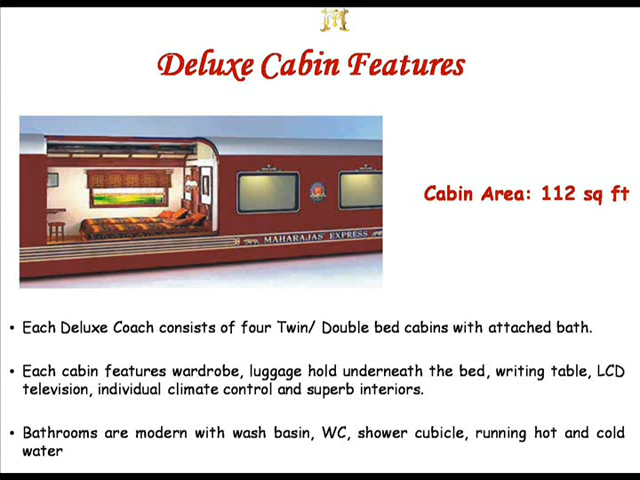 M
Deluxe Cabin Features
MAHARAJAS' EXPRESS
Cabin Area: 112 sq ft
• Each Deluxe Coach consists of four Twin/ Double bed cabins with attached bath.
• Each cabin features wardrobe, luggage hold underneath the bed, writing table, LCD
television, individual climate control and superb interiors.
• Bathrooms are modern with wash basin, WC, shower cubicle, running hot and cold
water